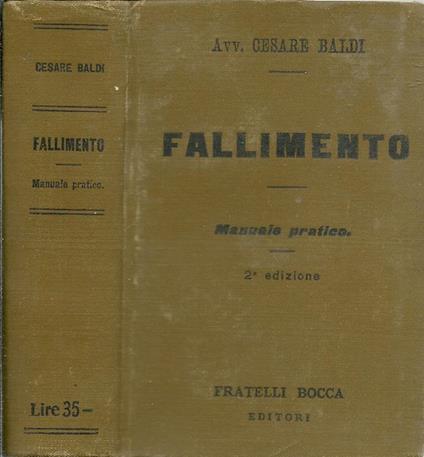 CESARE BALDI
FALLIMENTO
Manuale pratico.
Lire 35-
Avv. CESARE BALDI
FALLIMENTO
Manuale pratico.
2ª edizione
FRATELLI BOCCA
EDITORI